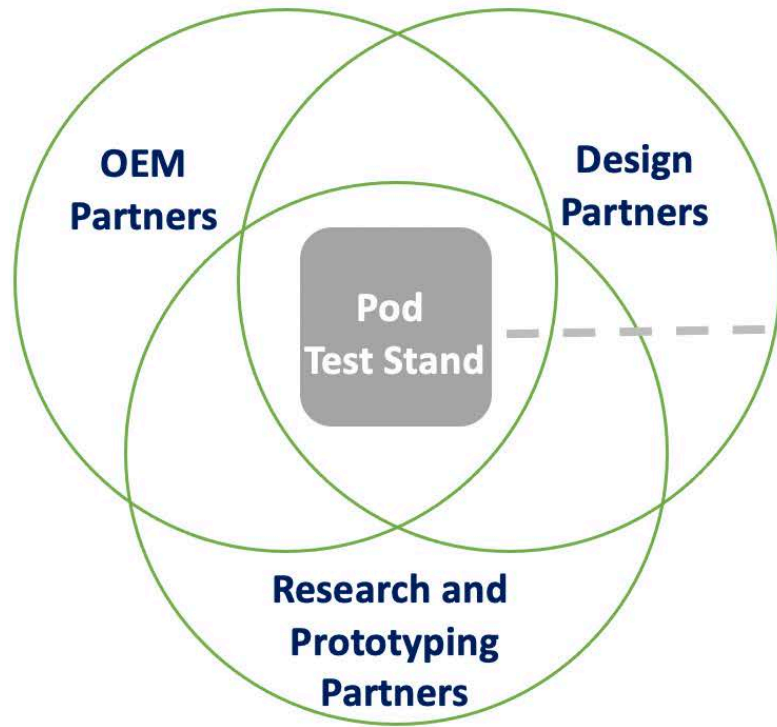 OEM
Partners
Design
Partners
Pod
Test Stand
Research and
Prototyping
Partners